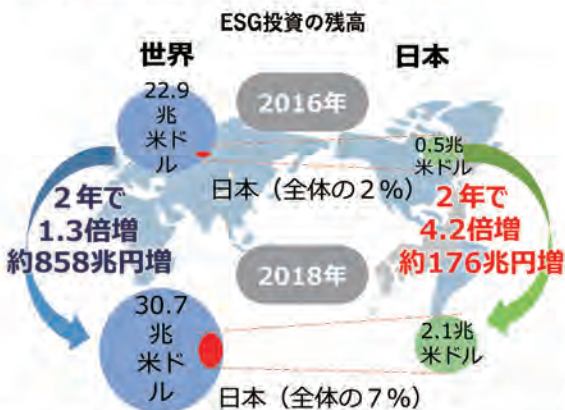 ESG投資の残高
世界
日本
22.9
兆
米ド
ル
2016年
0.5兆
米ドル
日本（全体の２％）
２年で
1.3倍増
約858兆円増
２年で
4.2倍増
約176兆円増
2018年
30.7
兆
米ド
ル
2.1兆
米ドル
日本（全体の７％）